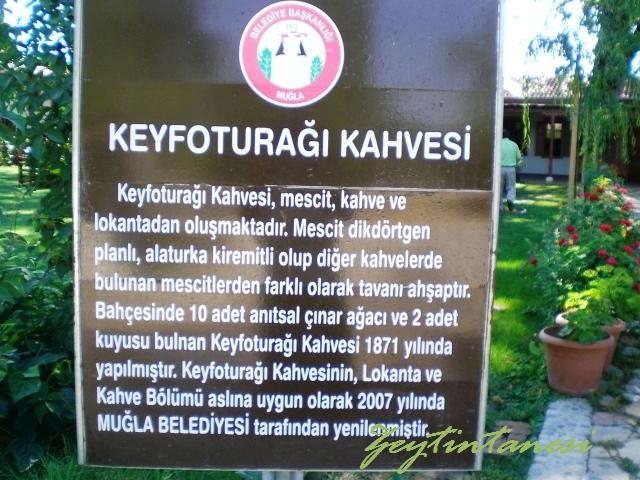 BELEDİYE BAŞKANLIĞI
MUĞLA
KEYFOTURAĞI KAHVESİ
Keyfoturağı Kahvesi, mescit, kahve ve
lokantadan oluşmaktadır. Mescit dikdörtgen
planlı, alaturka kiremitli olup diğer kahvelerde
bulunan mescitlerden farklı olarak tavanı ahşaptır.
Bahçesinde 10 adet anıtsal çınar ağacı ve 2 adet
kuyusu bulnan Keyfoturağı Kahvesi 1871 yılında
yapılmıştır. Keyfoturağı Kahvesinin, Lokanta ve
Kahve Bölümü aslına uygun olarak 2007 yılında
MUĞLA BELEDİYESİ tarafından yenilenmiştir.
Zeytintanesi